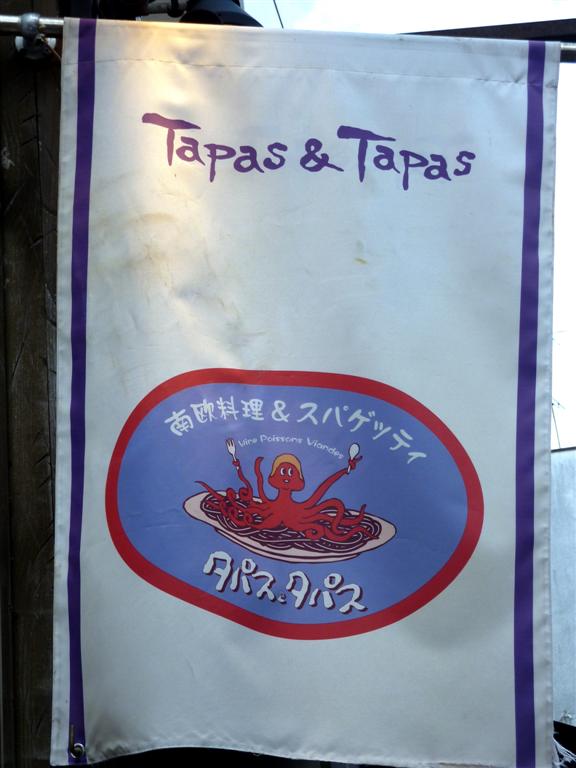 Tapas & Tapas
南欧料理 & スパゲッティ
Vins Poissons Viandes
タパス & タパス